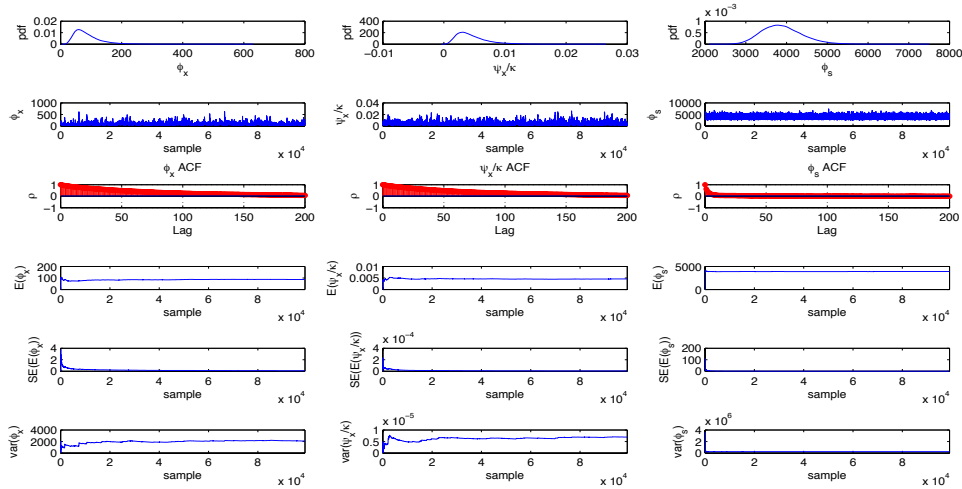 0.02 0.01 0 pdf 0 200 400 600 800 ϕx
400 200 0 pdf −0.01 0 0.01 0.02 0.03 ψx/κ
x 10−3 1 0.5 0 pdf 2000 3000 4000 5000 6000 7000 8000 ϕs
1000 500 0 ϕx 0 2 4 6 8 sample x 104
0.04 0.02 0 ψx/κ 0 2 4 6 8 sample x 104
10000 5000 0 ϕs 0 2 4 6 8 sample x 104
ϕx ACF 1 0 −1 ρ 0 50 100 150 200 Lag
ψx/κ ACF 1 0 −1 ρ 0 50 100 150 200 Lag
ϕs ACF 1 0 −1 ρ 0 50 100 150 200 Lag
200 100 0 E(ϕx) 0 2 4 6 8 sample x 104
0.01 0.005 0 E(ψx/κ) 0 2 4 6 8 sample x 104
5000 0 E(ϕs) 0 2 4 6 8 sample x 104
4 2 0 SE(E(ϕx)) 0 2 4 6 8 sample x 104
x 10−4 4 2 0 SE(E(ψx/κ)) 0 2 4 6 8 sample x 104
200 100 0 SE(E(ϕs)) 0 2 4 6 8 sample x 104
4000 2000 0 var(ϕx) 0 2 4 6 8 sample x 104
x 10−5 1 0.5 0 var(ψx/κ) 0 2 4 6 8 sample x 104
x 106 4 2 0 var(ϕs) 0 2 4 6 8 sample x 104